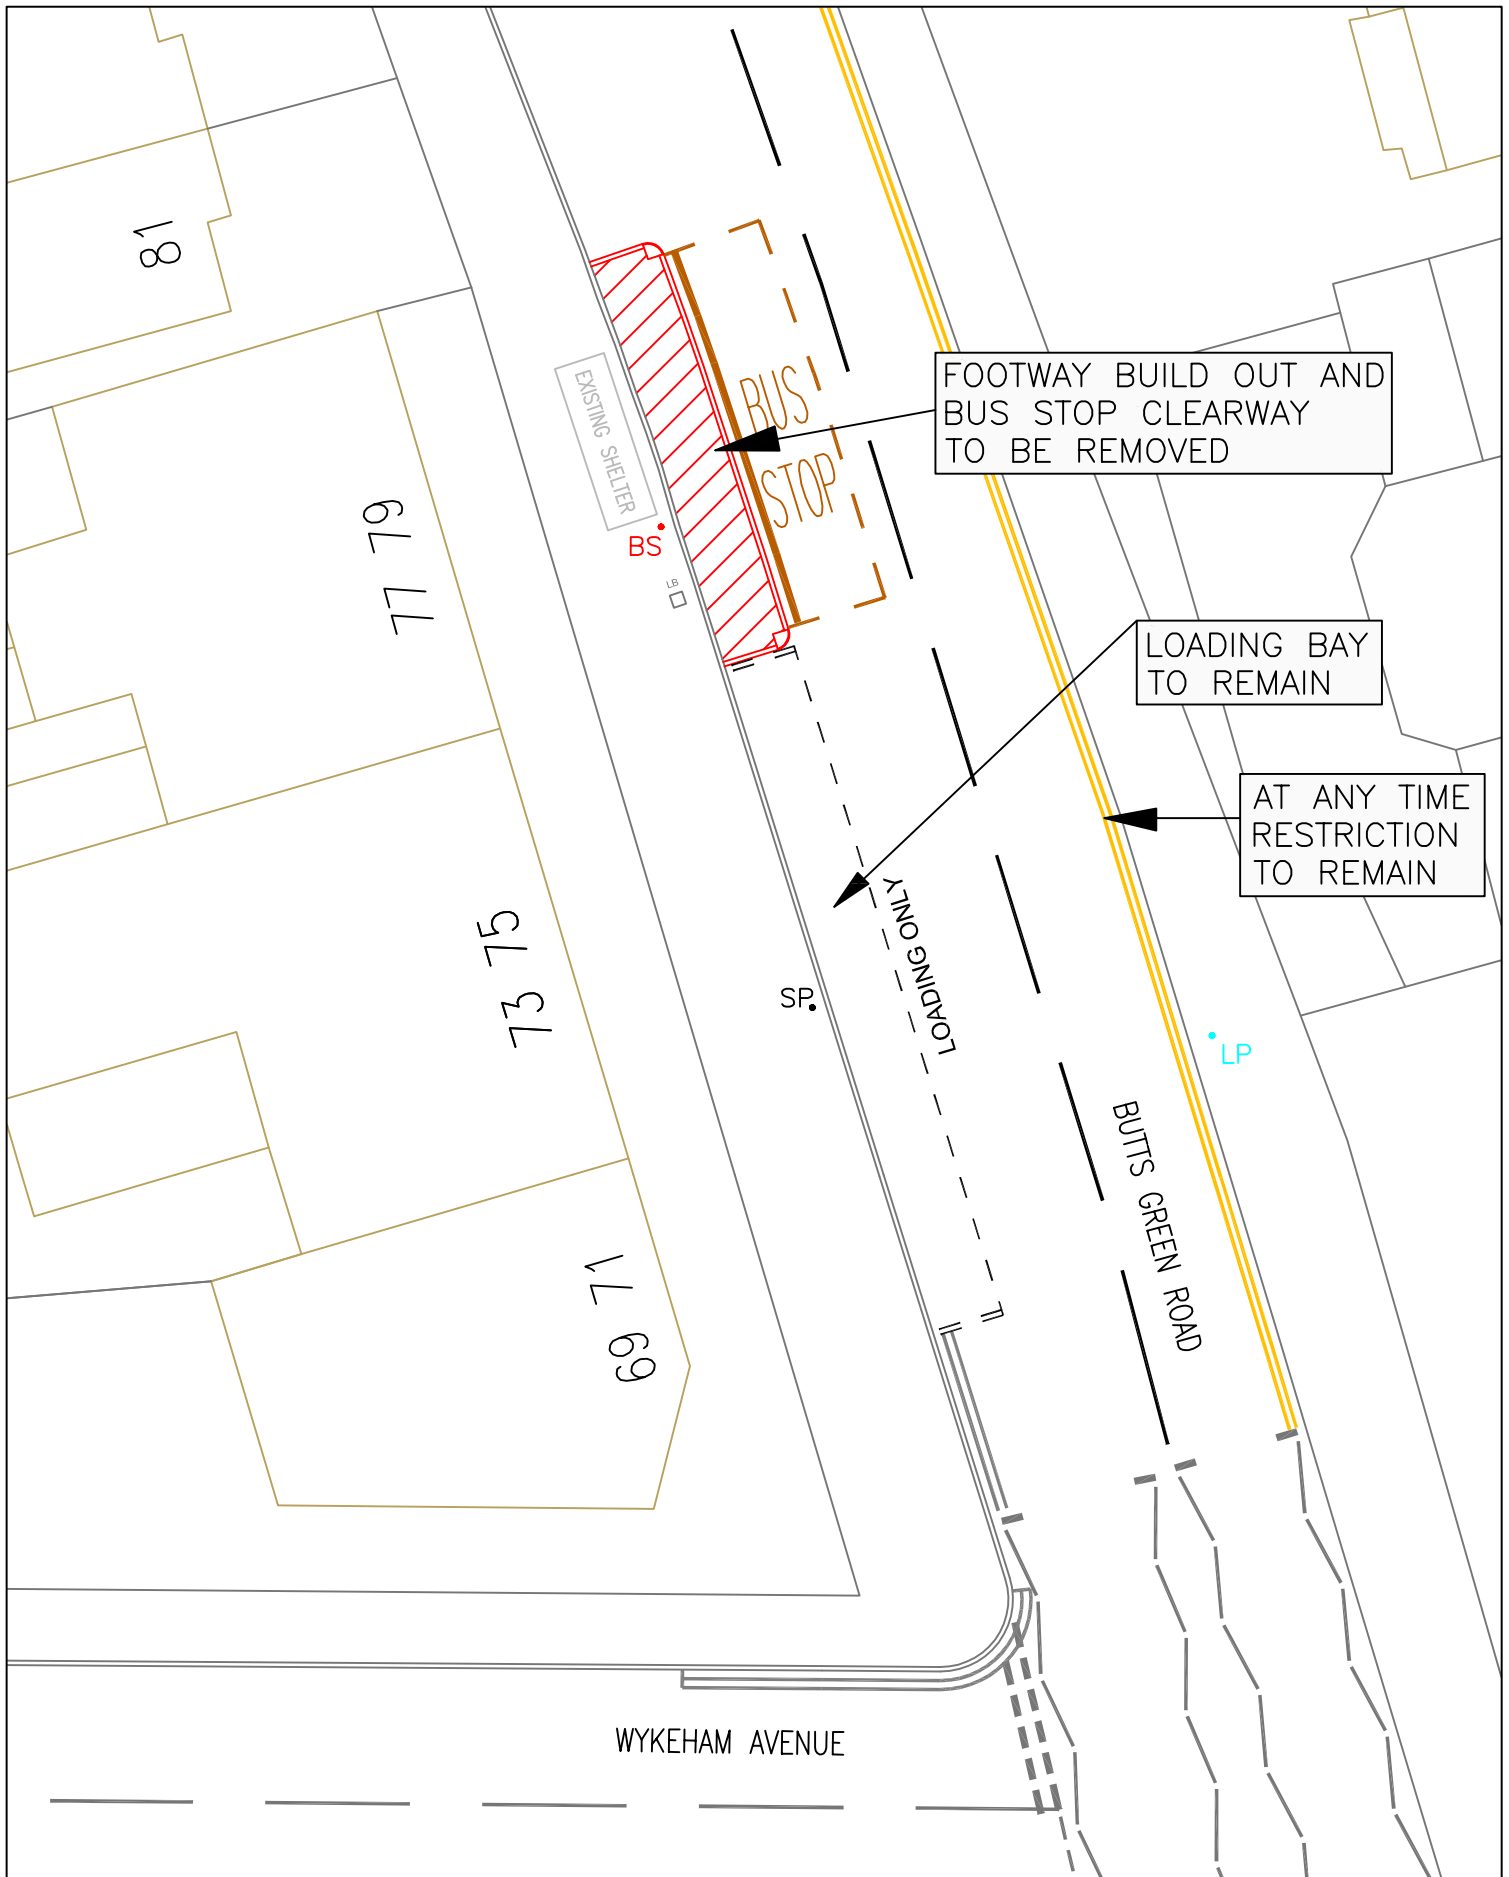 81
FOOTWAY BUILD OUT AND
BUS STOP CLEARWAY
TO BE REMOVED
BUS
STOP
EXISTING SHELTER
BS
LB
77 79
LOADING BAY
TO REMAIN
AT ANY TIME
RESTRICTION
TO REMAIN
LOADING ONLY
73 75
SP
LP
BUTTS GREEN ROAD
71
69
WYKEHAM AVENUE